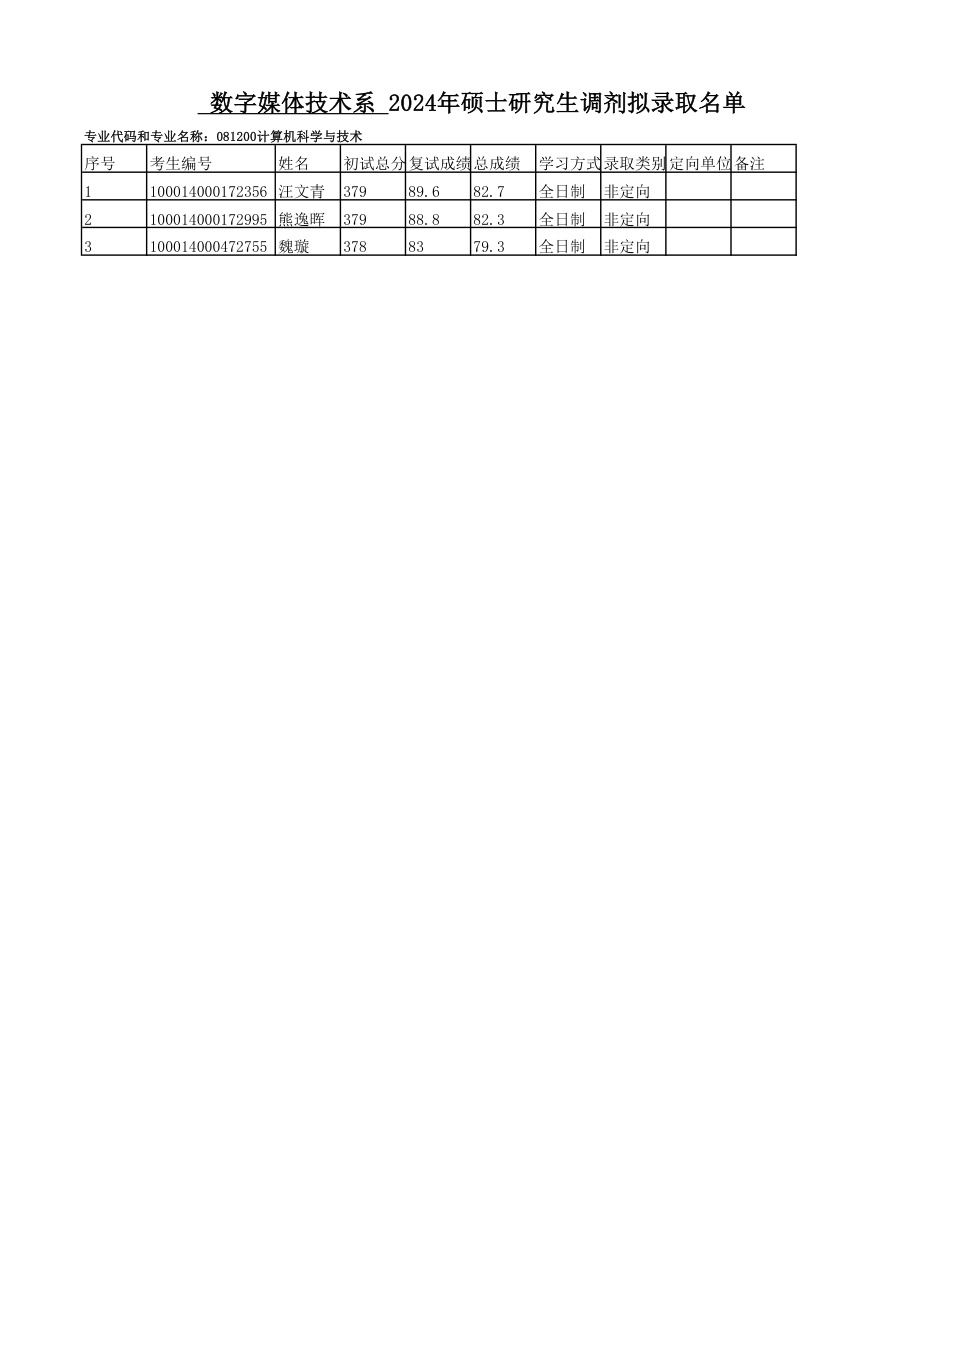 数字媒体技术系 2024年硕士研究生调剂拟录取名单
专业代码和专业名称：081200计算机科学与技术
序号 考生编号 姓名 初试总分 复试成绩 总成绩 学习方式 录取类别 定向单位 备注
1 100014000172356 汪文青 379 89.6 82.7 全日制 非定向
2 100014000172995 熊逸晖 379 88.8 82.3 全日制 非定向
3 100014000472755 魏璇 378 83 79.3 全日制 非定向